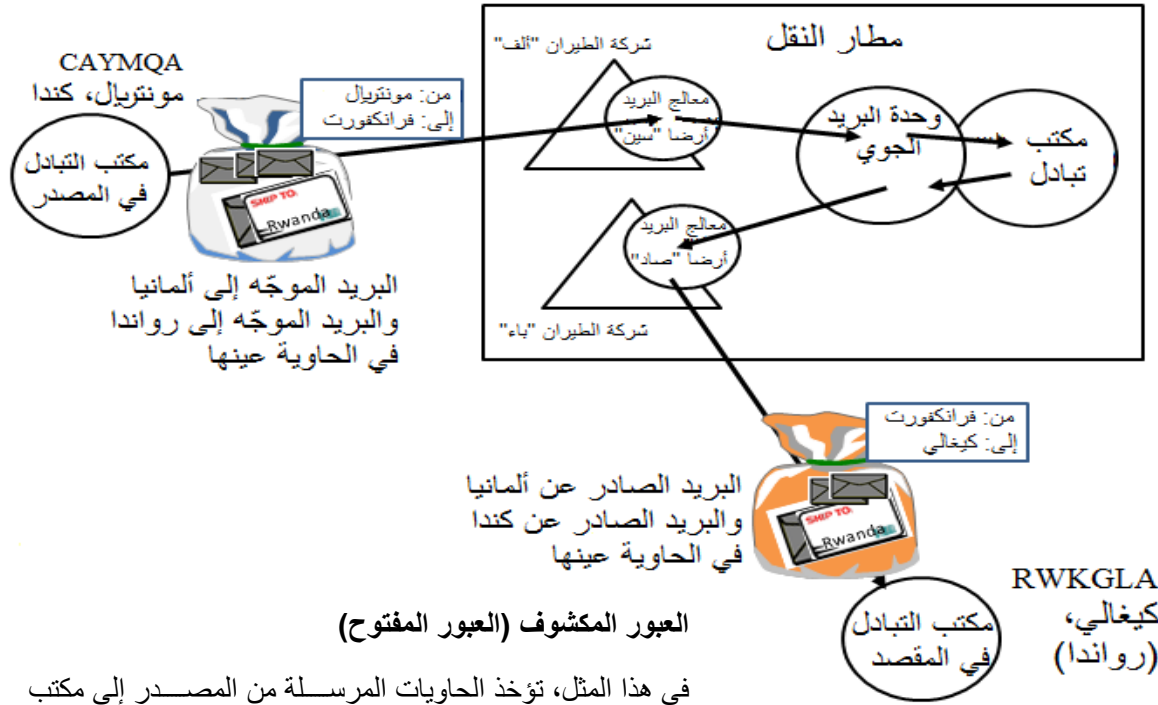 مطار النقل
شركة الطيران "ألف"
CAYMQA
مونتريال، كندا
من: مونتريال
إلى: فرانكفورت
معالج البريد
أرضا "سين"
وحدة البريد
الجوي
مكتب
تبادل
مكتب التبادل
في المصدر
SHIP TO:
Rwanda
معالج البريد
أرضا "صاد"
البريد الموجّه إلى ألمانيا
والبريد الموجّه إلى رواندا
في الحاوية عينها
شركة الطيران "باء"
من: فرانكفورت
إلى: كيغالي
البريد الصادر عن ألمانيا
والبريد الصادر عن كندا
في الحاوية عينها
SHIP TO:
Rwanda
RWKGLA
كيغالي،
(رواندا)
مكتب التبادل
في المقصد
العبور المكشوف (العبور المفتوح)
في هذا المثل، تؤخذ الحاويات المرسلة من المصدر إلى مكتب